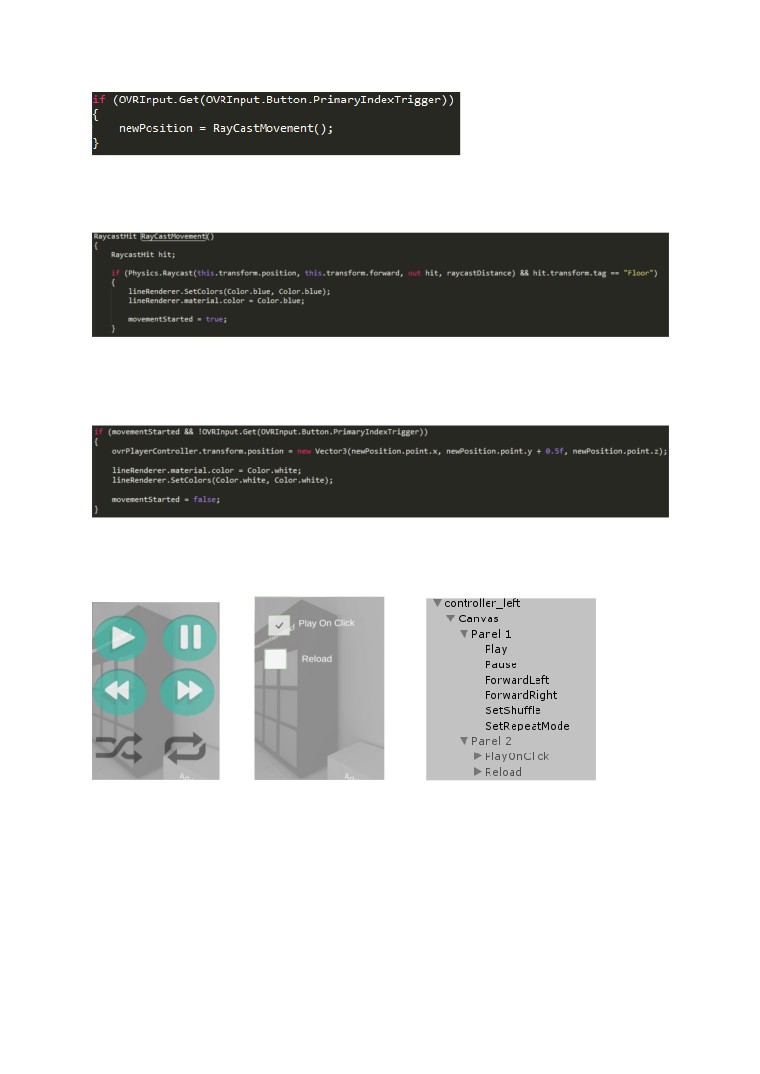 if (OVRInput.Get(OVRInput.Button.PrimaryIndexTrigger))
{
newPosition = RayCastMovement();
}
RaycastHit RayCastMovement()
{
RaycastHit hit;
if (Physics.Raycast(this.transform.position, this.transform.forward, out hit, raycastDistance) && hit.transform.tag == "Floor")
{
lineRenderer.SetColors(Color.blue, Color.blue);
lineRenderer.material.color = Color.blue;
movementStarted = true;
}
if (movementStarted && !OVRInput.Get(OVRInput.Button.PrimaryIndexTrigger))
{
ovrPlayerController.transform.position = new Vector3(newPosition.point.x, newPosition.point.y + 0.5f, newPosition.point.z);
lineRenderer.material.color = Color.white;
lineRenderer.SetColors(Color.white, Color.white);
movementStarted = false;
}
Play On Click
Reload
controller_left
Canvas
Panel 1
Play
Pause
ForwardLeft
ForwardRight
SetShuffle
SetRepeatMode
Panel 2
PlayOnClick
Reload